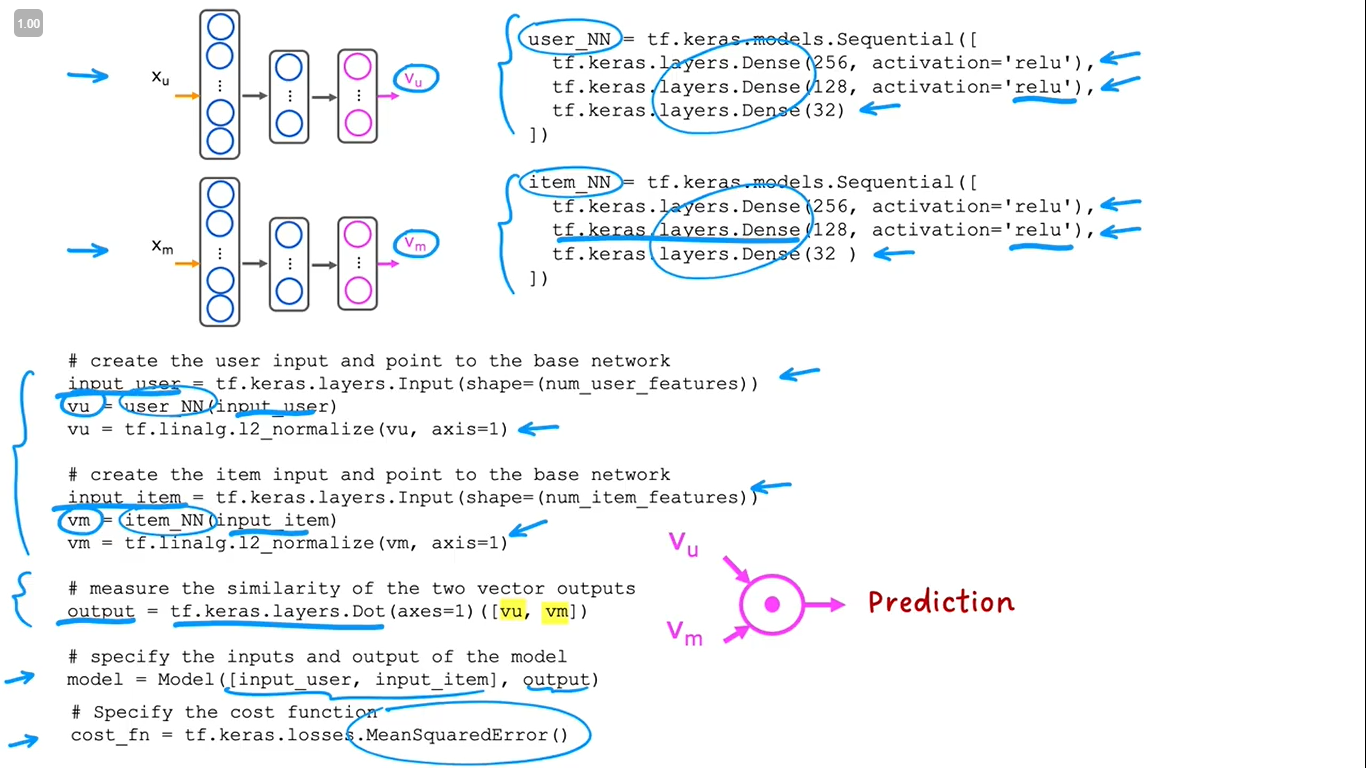 1.00
x_u
v_u
user_NN = tf.keras.models.Sequential([
tf.keras.layers.Dense(256, activation='relu'),
tf.keras.layers.Dense(128, activation='relu'),
tf.keras.layers.Dense(32)
])
x_m
v_m
item_NN = tf.keras.models.Sequential([
tf.keras.layers.Dense(256, activation='relu'),
tf.keras.layers.Dense(128, activation='relu'),
tf.keras.layers.Dense(32 )
])
# create the user input and point to the base network
input_user = tf.keras.layers.Input(shape=(num_user_features))
vu = user_NN(input_user)
vu = tf.linalg.l2_normalize(vu, axis=1)
# create the item input and point to the base network
input_item = tf.keras.layers.Input(shape=(num_item_features))
vm = item_NN(input_item)
vm = tf.linalg.l2_normalize(vm, axis=1)
# measure the similarity of the two vector outputs
output = tf.keras.layers.Dot(axes=1)([vu, vm])
# specify the inputs and output of the model
model = Model([input_user, input_item], output)
# Specify the cost function
cost_fn = tf.keras.losses.MeanSquaredError()
v_u
v_m
Prediction